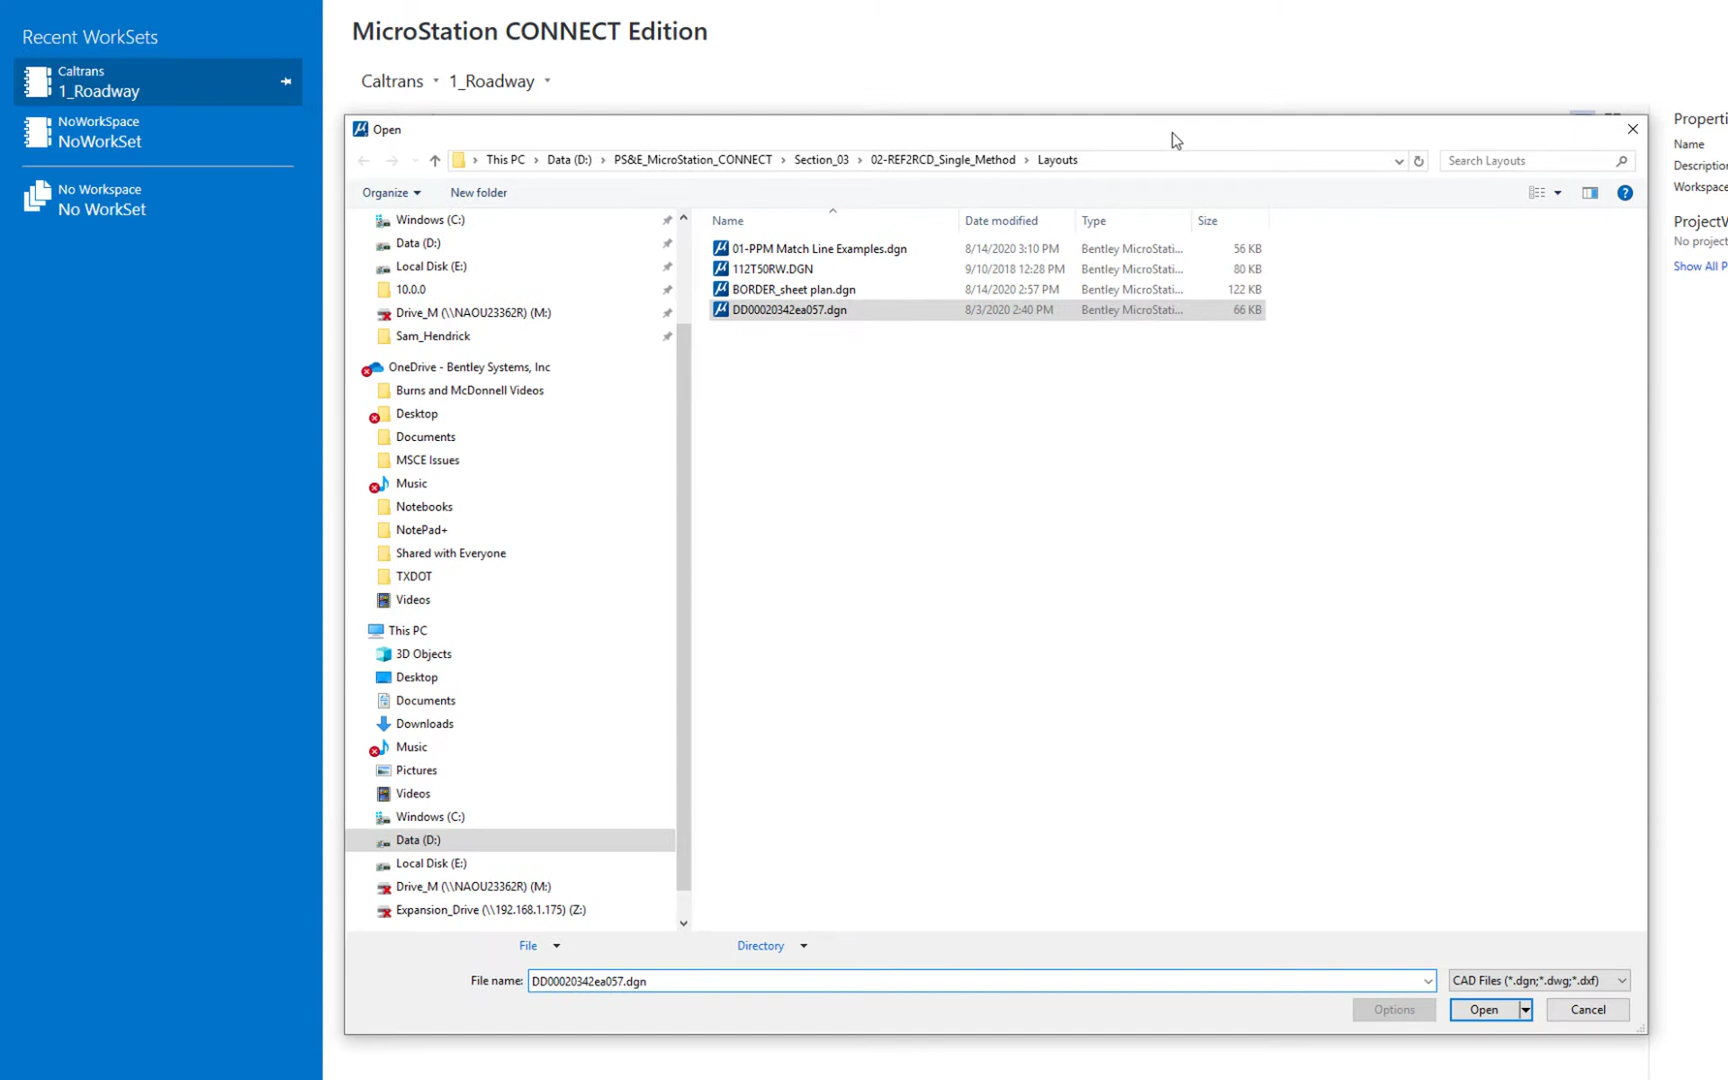 Recent WorkSets
Caltrans
1_Roadway
NoWorkSpace
NoWorkSet
No Workspace
No WorkSet
MicroStation CONNECT Edition
Caltrans 1_Roadway
Open
This PC > Data (D:) > PS&E_MicroStation_CONNECT > Section_03 > 02-REF2RCD_Single_Method > Layouts
Search Layouts
Organize New folder
Windows (C:)
Data (D:)
Local Disk (E:)
10.0.0
Drive_M (\\NAOU23362R) (M:)
Sam_Hendrick
OneDrive - Bentley Systems, Inc
Burns and McDonnell Videos
Desktop
Documents
MSCE Issues
Music
Notebooks
NotePad+
Shared with Everyone
TXDOT
Videos
This PC
3D Objects
Desktop
Documents
Downloads
Music
Pictures
Videos
Windows (C:)
Data (D:)
Local Disk (E:)
Drive_M (\\NAOU23362R) (M:)
Expansion_Drive (\\192.168.1.175) (Z:)
Name Date modified Type Size
01-PPM Match Line Examples.dgn 8/14/2020 3:10 PM Bentley MicroStati... 56 KB
112T50RW.DGN 9/10/2018 12:28 PM Bentley MicroStati... 80 KB
BORDER_sheet plan.dgn 8/14/2020 2:57 PM Bentley MicroStati... 122 KB
DD00020342ea057.dgn 8/3/2020 2:40 PM Bentley MicroStati... 66 KB
File Directory
File name: DD00020342ea057.dgn CAD Files (*.dgn;*.dwg;*.dxf)
Options Open Cancel
Properti
Name
Description
Workspace
ProjectW
No project
Show All P